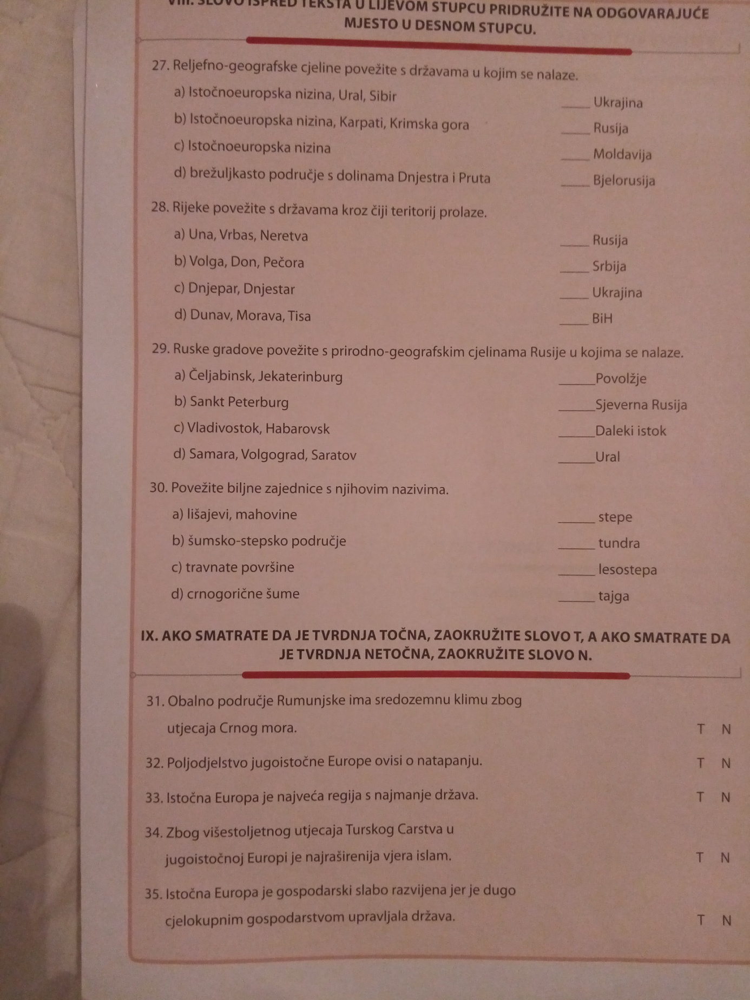 VIII. SLOVO ISPRED TEKSTA U LIJEVOM STUPCU PRIDRUŽITE NA ODGOVARAJUĆE
MJESTO U DESNOM STUPCU.
27. Reljefno-geografske cjeline povežite s državama u kojim se nalaze.
a) Istočnoeuropska nizina, Ural, Sibir ____ Ukrajina
b) Istočnoeuropska nizina, Karpati, Krimska gora ____ Rusija
c) Istočnoeuropska nizina ____ Moldavija
d) brežuljkasto područje s dolinama Dnjestra i Pruta ____ Bjelorusija
28. Rijeke povežite s državama kroz čiji teritorij prolaze.
a) Una, Vrbas, Neretva ____ Rusija
b) Volga, Don, Pečora ____ Srbija
c) Dnjepar, Dnjestar ____ Ukrajina
d) Dunav, Morava, Tisa ____ BiH
29. Ruske gradove povežite s prirodno-geografskim cjelinama Rusije u kojima se nalaze.
a) Čeljabinsk, Jekaterinburg _____Povolžje
b) Sankt Peterburg _____Sjeverna Rusija
c) Vladivostok, Habarovsk _____Daleki istok
d) Samara, Volgograd, Saratov _____Ural
30. Povežite biljne zajednice s njihovim nazivima.
a) lišajevi, mahovine _____ stepe
b) šumsko-stepsko područje _____ tundra
c) travnate površine _____ lesostepa
d) crnogorične šume _____ tajga
IX. AKO SMATRATE DA JE TVRDNJA TOČNA, ZAOKRUŽITE SLOVO T, A AKO SMATRATE DA
JE TVRDNJA NETOČNA, ZAOKRUŽITE SLOVO N.
31. Obalno područje Rumunjske ima sredozemnu klimu zbog
utjecaja Crnog mora. T N
32. Poljodjelstvo jugoistočne Europe ovisi o natapanju. T N
33. Istočna Europa je najveća regija s najmanje država. T N
34. Zbog višestoljetnog utjecaja Turskog Carstva u
jugoistočnoj Europi je najraširenija vjera islam. T N
35. Istočna Europa je gospodarski slabo razvijena jer je dugo
cjelokupnim gospodarstvom upravljala država. T N